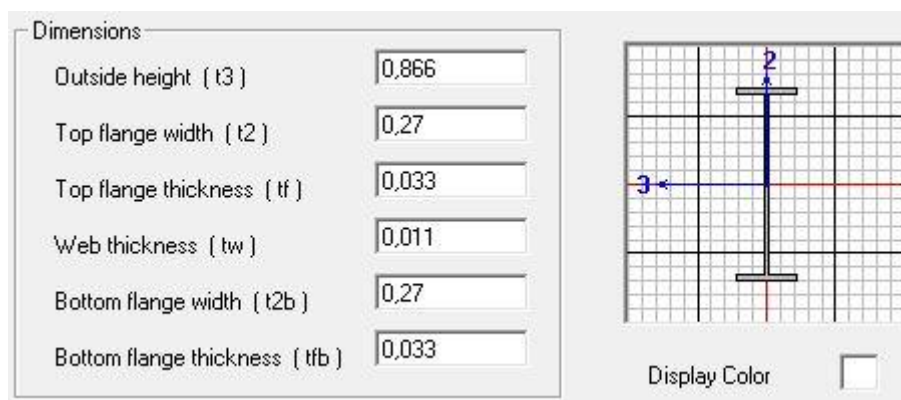 Dimensions
Outside height ( t3 ) 0,866
Top flange width ( t2 ) 0,27
Top flange thickness ( tf ) 0,033
Web thickness ( tw ) 0,011
Bottom flange width ( t2b ) 0,27
Bottom flange thickness ( tfb ) 0,033
2
3
Display Color